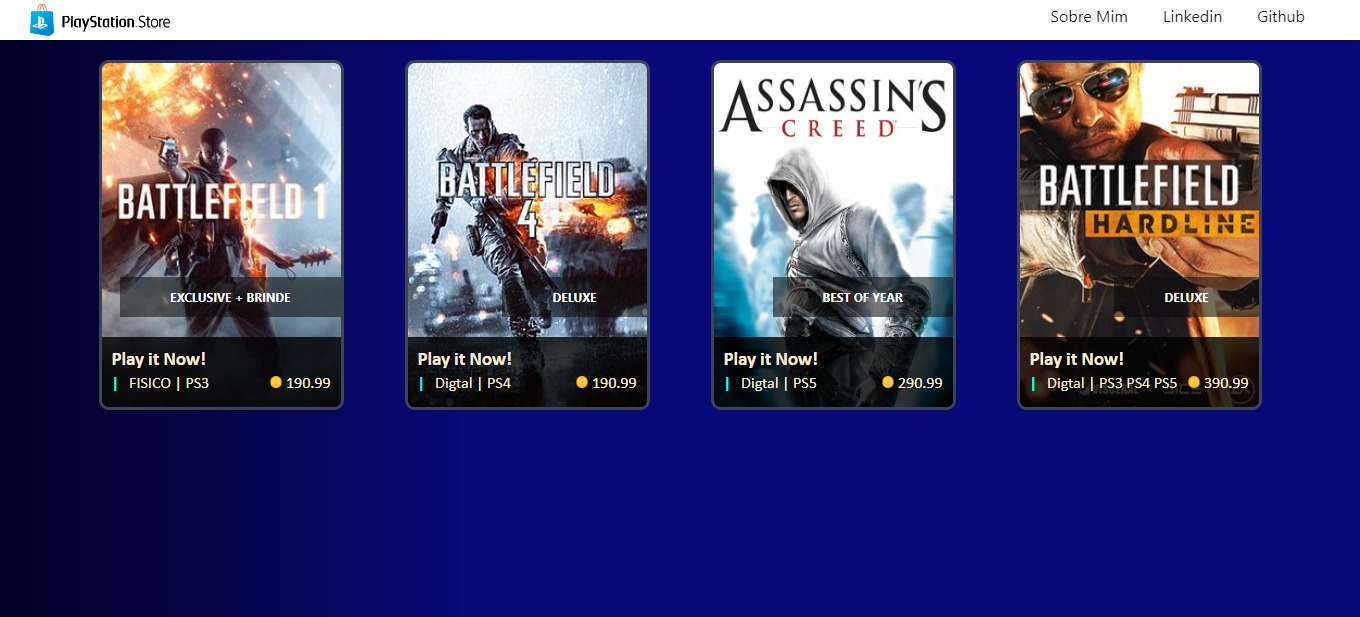 PlayStation.Store
Sobre Mim Linkedin Github
BATTLEFIELD 1
EXCLUSIVE + BRINDE
Play it Now!
| FISICO | PS3 190.99
BATTLEFIELD
4
DELUXE
Play it Now!
| Digtal | PS4 190.99
ASSASSIN'S
CREED
BEST OF YEAR
Play it Now!
| Digtal | PS5 290.99
BATTLEFIELD
HARDLINE
DELUXE
Play it Now!
| Digtal | PS3 PS4 PS5 390.99